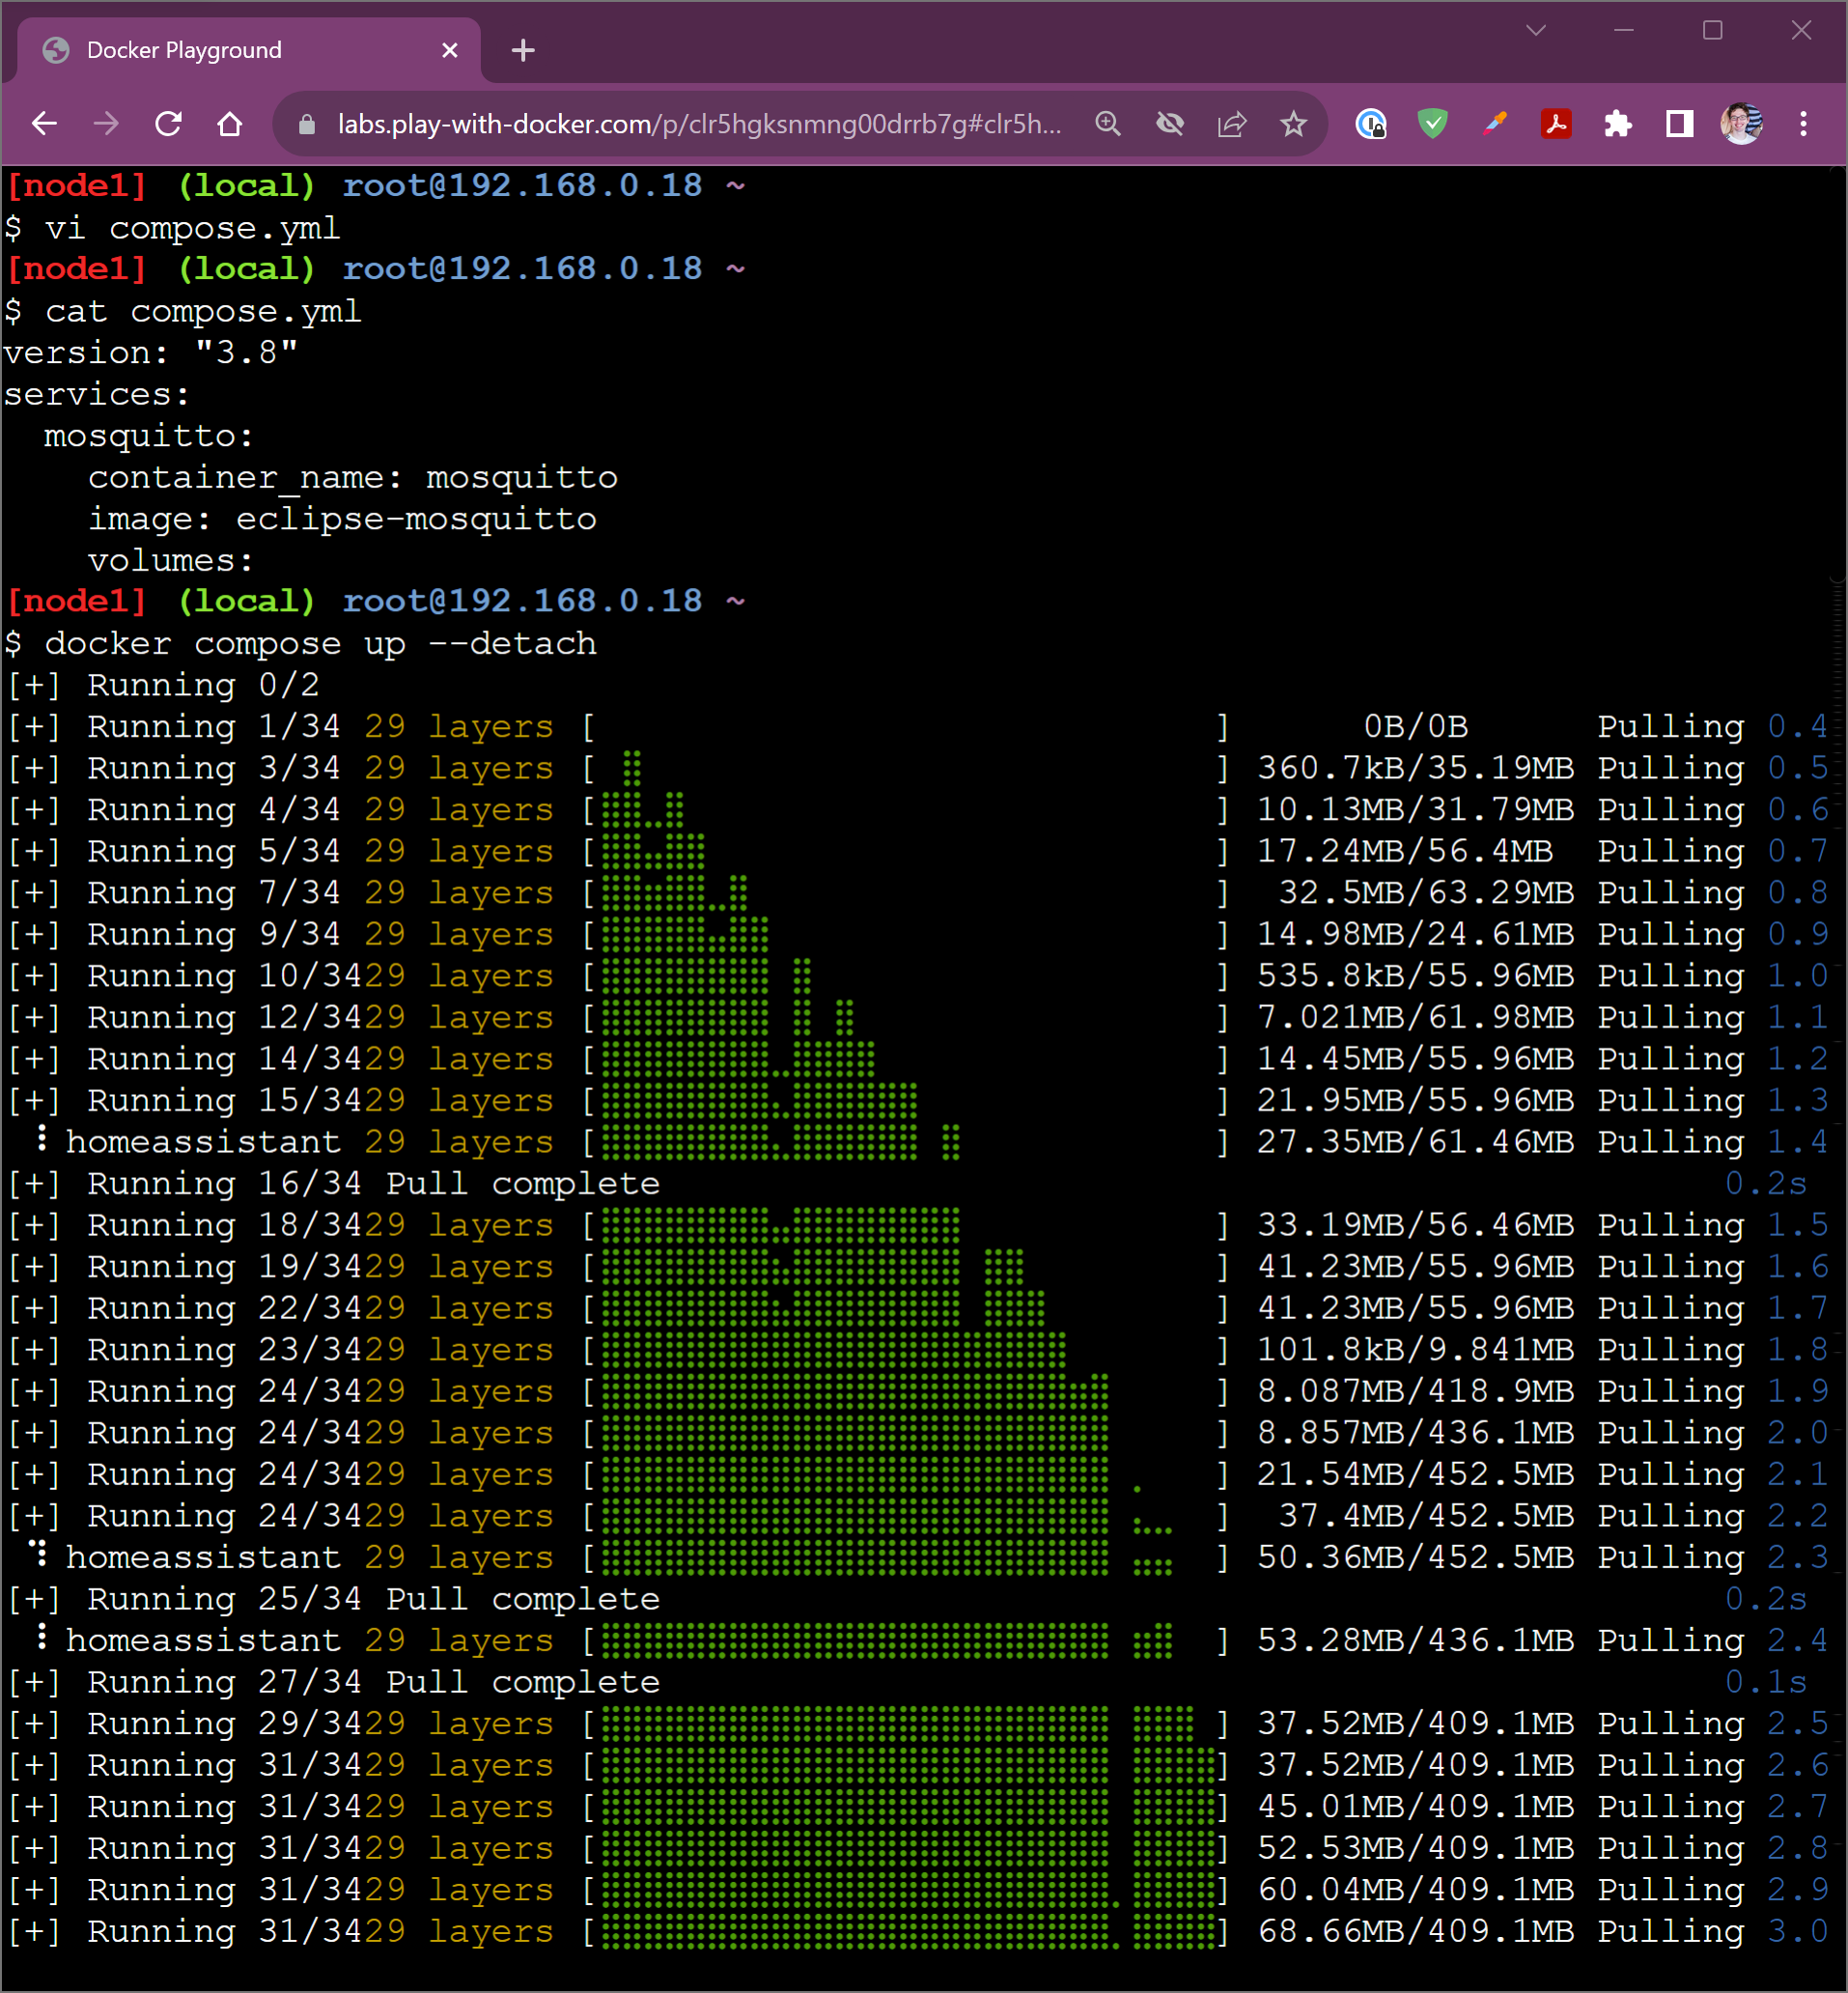 Docker Playground
labs.play-with-docker.com/p/clr5hgksnmng00drrb7g#clr5h...
[node1] (local) root@192.168.0.18 ~
$ vi compose.yml
[node1] (local) root@192.168.0.18 ~
$ cat compose.yml
version: "3.8"
services:
  mosquitto:
    container_name: mosquitto
    image: eclipse-mosquitto
    volumes:
[node1] (local) root@192.168.0.18 ~
$ docker compose up --detach
[+] Running 0/2
[+] Running 1/34 29 layers [ ] 0B/0B Pulling 0.4
[+] Running 3/34 29 layers [ ] 360.7kB/35.19MB Pulling 0.5
[+] Running 4/34 29 layers [ ] 10.13MB/31.79MB Pulling 0.6
[+] Running 5/34 29 layers [ ] 17.24MB/56.4MB Pulling 0.7
[+] Running 7/34 29 layers [ ] 32.5MB/63.29MB Pulling 0.8
[+] Running 9/34 29 layers [ ] 14.98MB/24.61MB Pulling 0.9
[+] Running 10/3429 layers [ ] 535.8kB/55.96MB Pulling 1.0
[+] Running 12/3429 layers [ ] 7.021MB/61.98MB Pulling 1.1
[+] Running 14/3429 layers [ ] 14.45MB/55.96MB Pulling 1.2
[+] Running 15/3429 layers [ ] 21.95MB/55.96MB Pulling 1.3
homeassistant 29 layers [ ] 27.35MB/61.46MB Pulling 1.4
[+] Running 16/34 Pull complete 0.2s
[+] Running 18/3429 layers [ ] 33.19MB/56.46MB Pulling 1.5
[+] Running 19/3429 layers [ ] 41.23MB/55.96MB Pulling 1.6
[+] Running 22/3429 layers [ ] 41.23MB/55.96MB Pulling 1.7
[+] Running 23/3429 layers [ ] 101.8kB/9.841MB Pulling 1.8
[+] Running 24/3429 layers [ ] 8.087MB/418.9MB Pulling 1.9
[+] Running 24/3429 layers [ ] 8.857MB/436.1MB Pulling 2.0
[+] Running 24/3429 layers [ ] 21.54MB/452.5MB Pulling 2.1
[+] Running 24/3429 layers [ ] 37.4MB/452.5MB Pulling 2.2
homeassistant 29 layers [ ] 50.36MB/452.5MB Pulling 2.3
[+] Running 25/34 Pull complete 0.2s
homeassistant 29 layers [ ] 53.28MB/436.1MB Pulling 2.4
[+] Running 27/34 Pull complete 0.1s
[+] Running 29/3429 layers [ ] 37.52MB/409.1MB Pulling 2.5
[+] Running 31/3429 layers [ ] 37.52MB/409.1MB Pulling 2.6
[+] Running 31/3429 layers [ ] 45.01MB/409.1MB Pulling 2.7
[+] Running 31/3429 layers [ ] 52.53MB/409.1MB Pulling 2.8
[+] Running 31/3429 layers [ ] 60.04MB/409.1MB Pulling 2.9
[+] Running 31/3429 layers [ ] 68.66MB/409.1MB Pulling 3.0